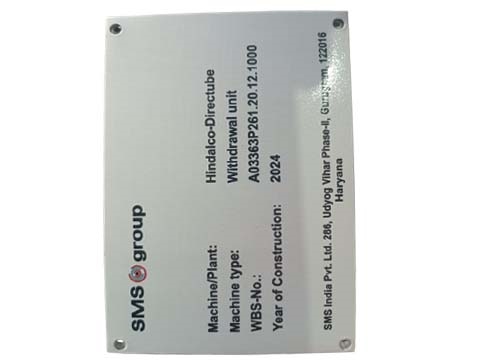 SMS group
Machine/Plant: Hindalco-Directube
Machine type: Withdrawal unit
WBS-No.: A03363P261.20.12.1000
Year of Construction: 2024
SMS India Pvt. Ltd. 286, Udyog Vihar Phase-II, Gurugram, 122016
Haryana